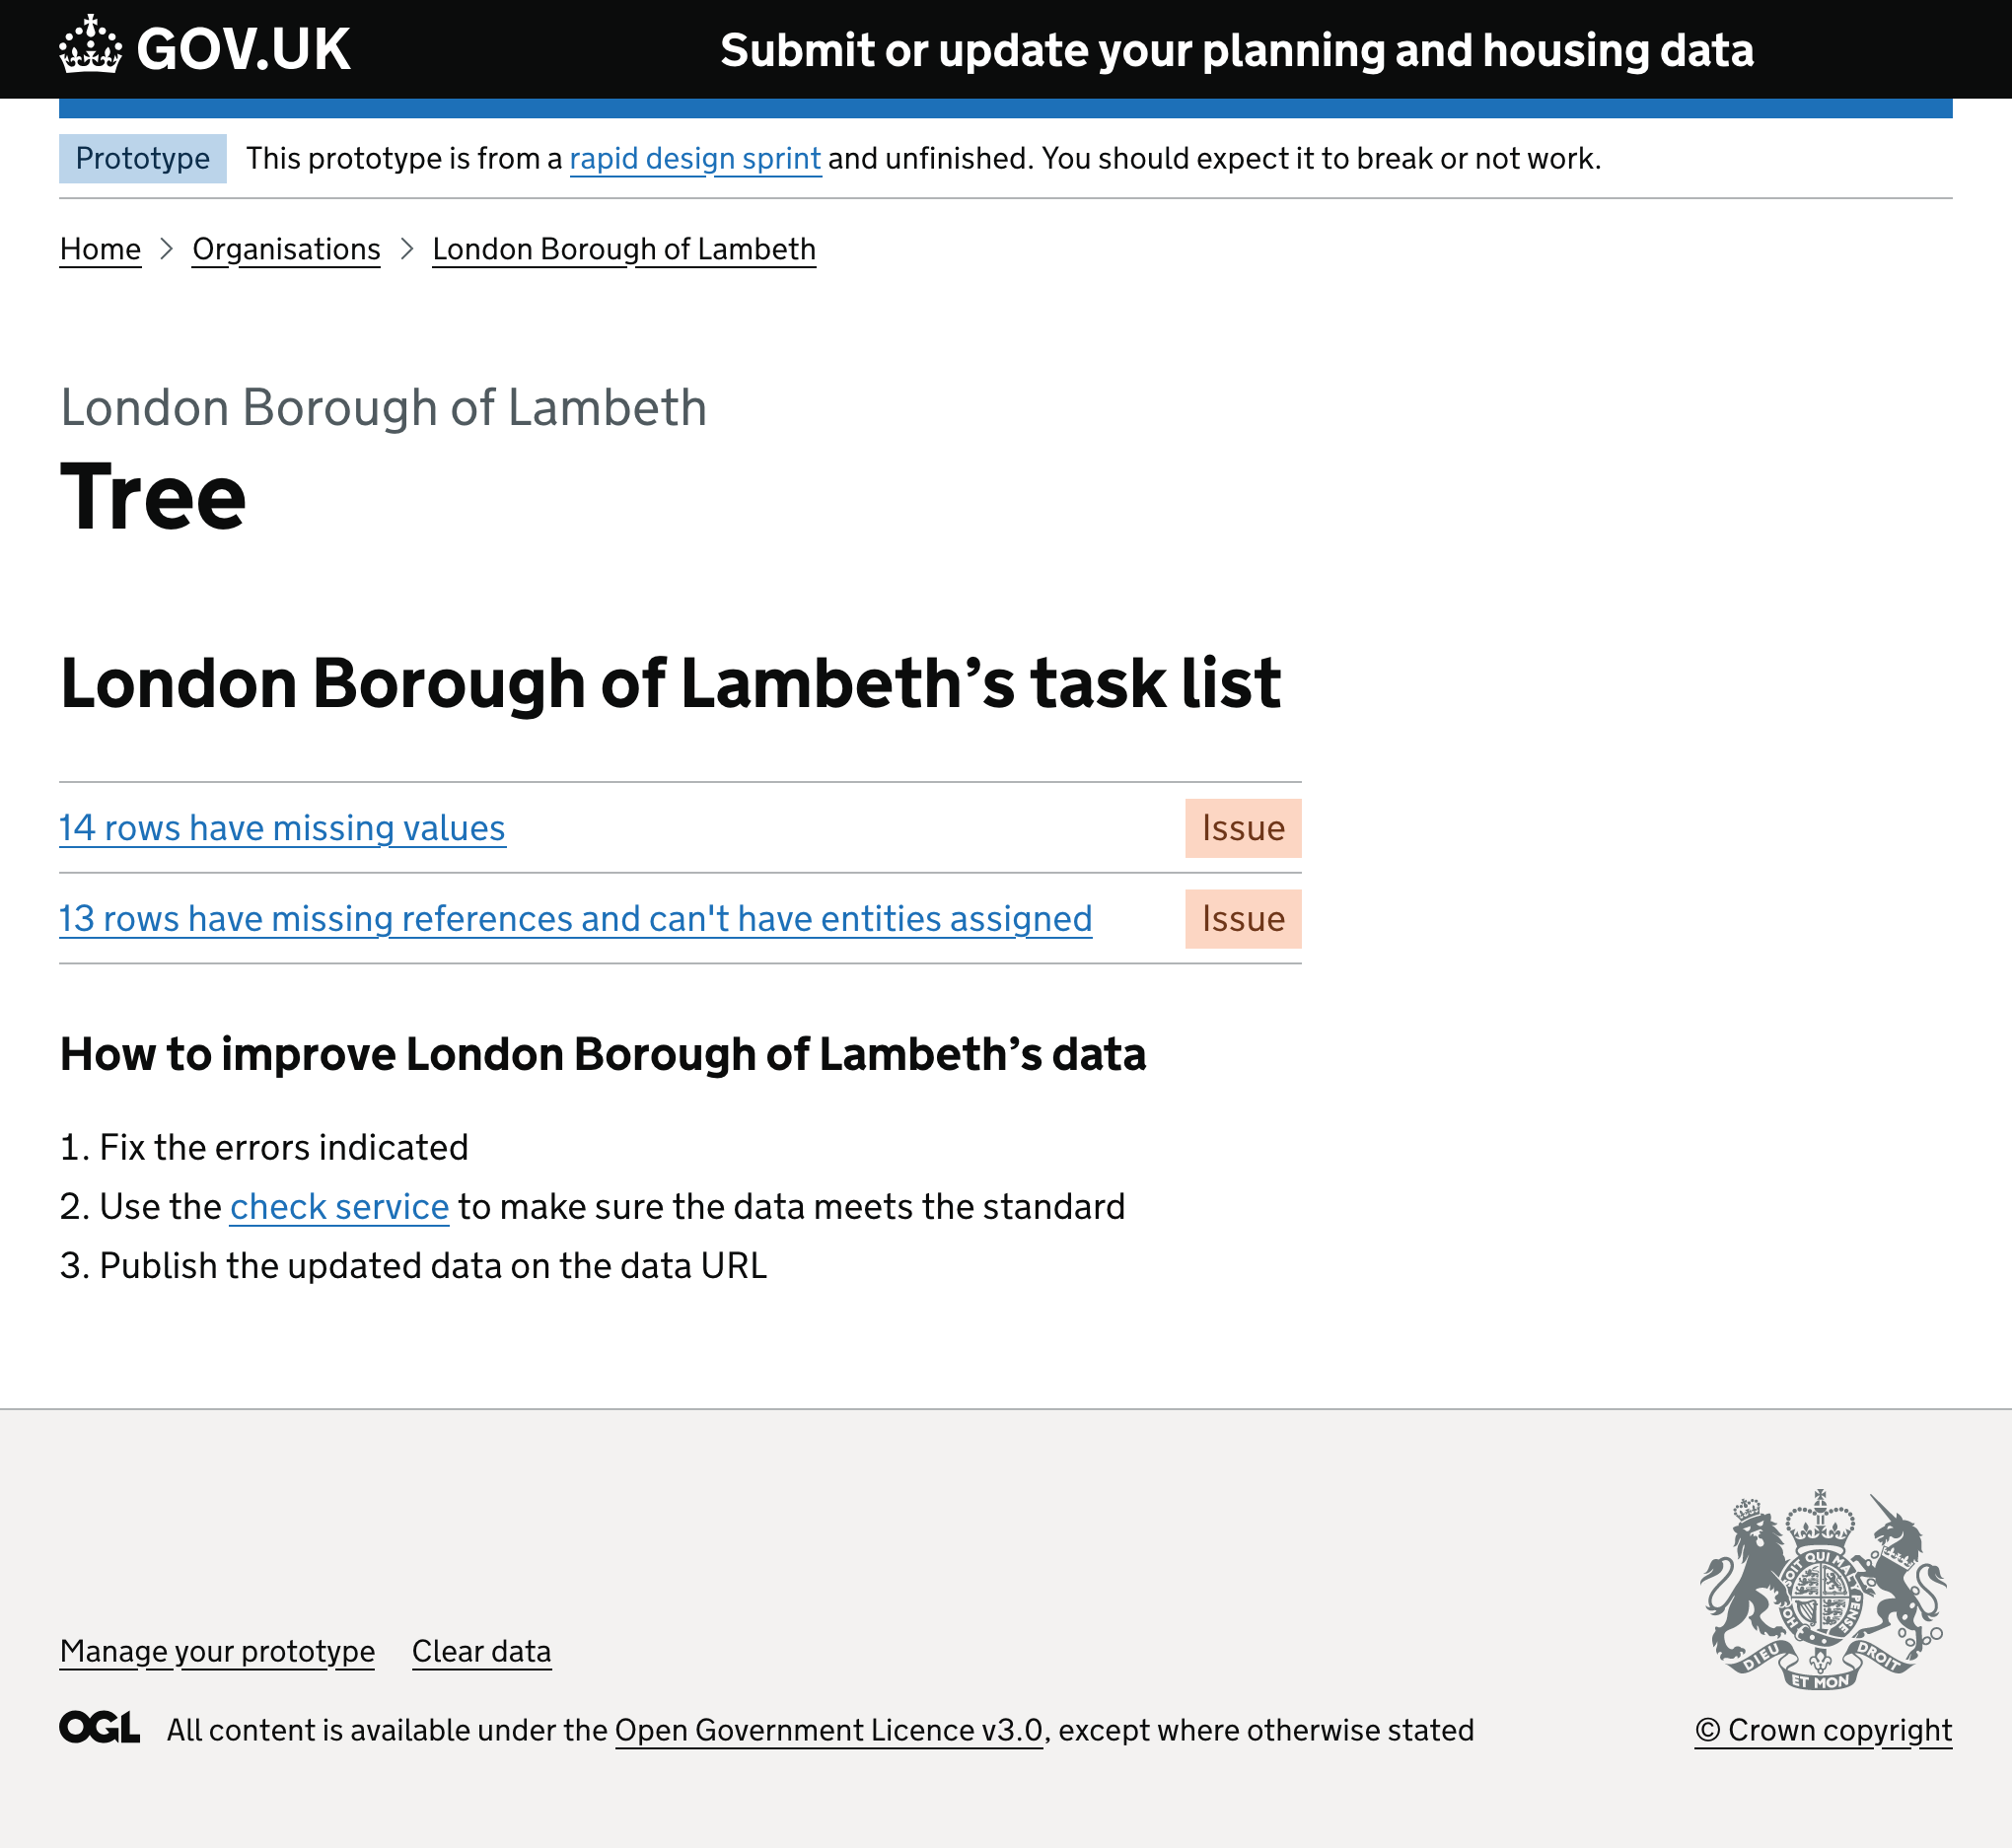 GOV.UK
Submit or update your planning and housing data
Prototype
This prototype is from a rapid design sprint and unfinished. You should expect it to break or not work.
Home > Organisations > London Borough of Lambeth
London Borough of Lambeth
Tree
London Borough of Lambeth’s task list
14 rows have missing values
Issue
13 rows have missing references and can't have entities assigned
Issue
How to improve London Borough of Lambeth’s data
1. Fix the errors indicated
2. Use the check service to make sure the data meets the standard
3. Publish the updated data on the data URL
Manage your prototype
Clear data
SOIT QUI MAL Y PENSE
HON
DIEU ET MON DROIT
OGL
All content is available under the Open Government Licence v3.0, except where otherwise stated
© Crown copyright